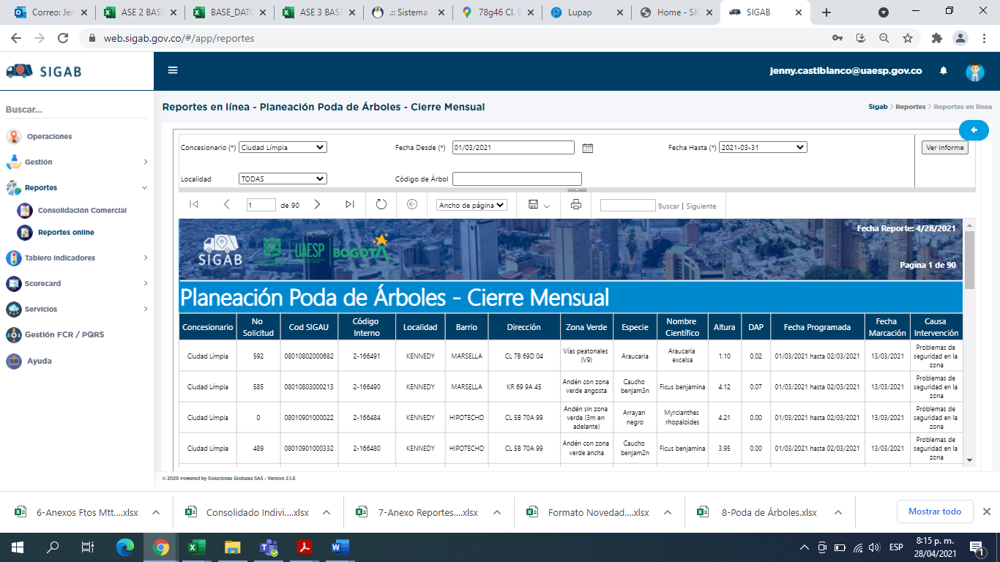 Correo: Jen
ASE 2 BASE
BASE_DATO
ASE 3 BASE
.:: Sistema
78g46 Cl. 9
Lupap
Home - SIG
SIGAB
web.sigab.gov.co/#/app/reportes
SIGAB
jenny.castiblanco@uaesp.gov.co
Buscar...
Operaciones
Gestión
Reportes
Consolidación Comercial
Reportes online
Tablero indicadores
Scorecard
Servicios
Gestión FCR / PQRS
Ayuda
Reportes en línea - Planeación Poda de Árboles - Cierre Mensual
Sigab > Reportes > Reportes en línea
Concesionario (*) Ciudad Límpia Fecha Desde (*) 01/03/2021 Fecha Hasta (*) 2021-03-31 Ver informe
Localidad TODAS Código de Árbol
1 de 90 Ancho de página Buscar | Siguiente
Fecha Reporte: 4/28/2021
SIGAB UAESP BOGOTÁ
Pagina 1 de 90
Planeación Poda de Árboles - Cierre Mensual
Concesionario No Solicitud Cod SIGAU Código Interno Localidad Barrio Dirección Zona Verde Especie Nombre Científico Altura DAP Fecha Programada Fecha Marcación Causa Intervención
Ciudad Límpia 592 08010802000682 2-166491 KENNEDY MARSELLA CL 7B 69D 04 Vías peatonales (V9) Araucaria Araucaria excelsa 1.10 0.02 01/03/2021 hasta 02/03/2021 13/03/2021 Problemas de seguridad en la zona
Ciudad Límpia 585 08010803000213 2-166490 KENNEDY MARSELLA KR 69 9A 45 Andén con zona verde angosta Caucho benjam3n Ficus benjamina 4.12 0.07 01/03/2021 hasta 02/03/2021 13/03/2021 Problemas de seguridad en la zona
Ciudad Límpia 0 08010901000022 2-166484 KENNEDY HIPOTECHO CL 5B 70A 99 Andén sin zona verde (3m en adelante) Arrayan negro Myrcianthes rhopaloides 4.21 0.00 01/03/2021 hasta 02/03/2021 13/03/2021 Problemas de seguridad en la zona
Ciudad Límpia 489 08010901000332 2-166480 KENNEDY HIPOTECHO CL 5B 70A 99 Andén con zona verde ancha Caucho benjam2n Ficus benjamina 3.95 0.00 01/03/2021 hasta 02/03/2021 13/03/2021 Problemas de seguridad en la zona
© 2020 Powered by Soluciones Globales SAS - Version 2.1.6
6-Anexos Ftos Mtt....xlsx
Consolidado Indivi....xlsx
7-Anexo Reportes....xlsx
Formato Novedad....xlsx
8-Poda de Árboles.xlsx
Mostrar todo
ESP
8:15 p. m.
28/04/2021
1